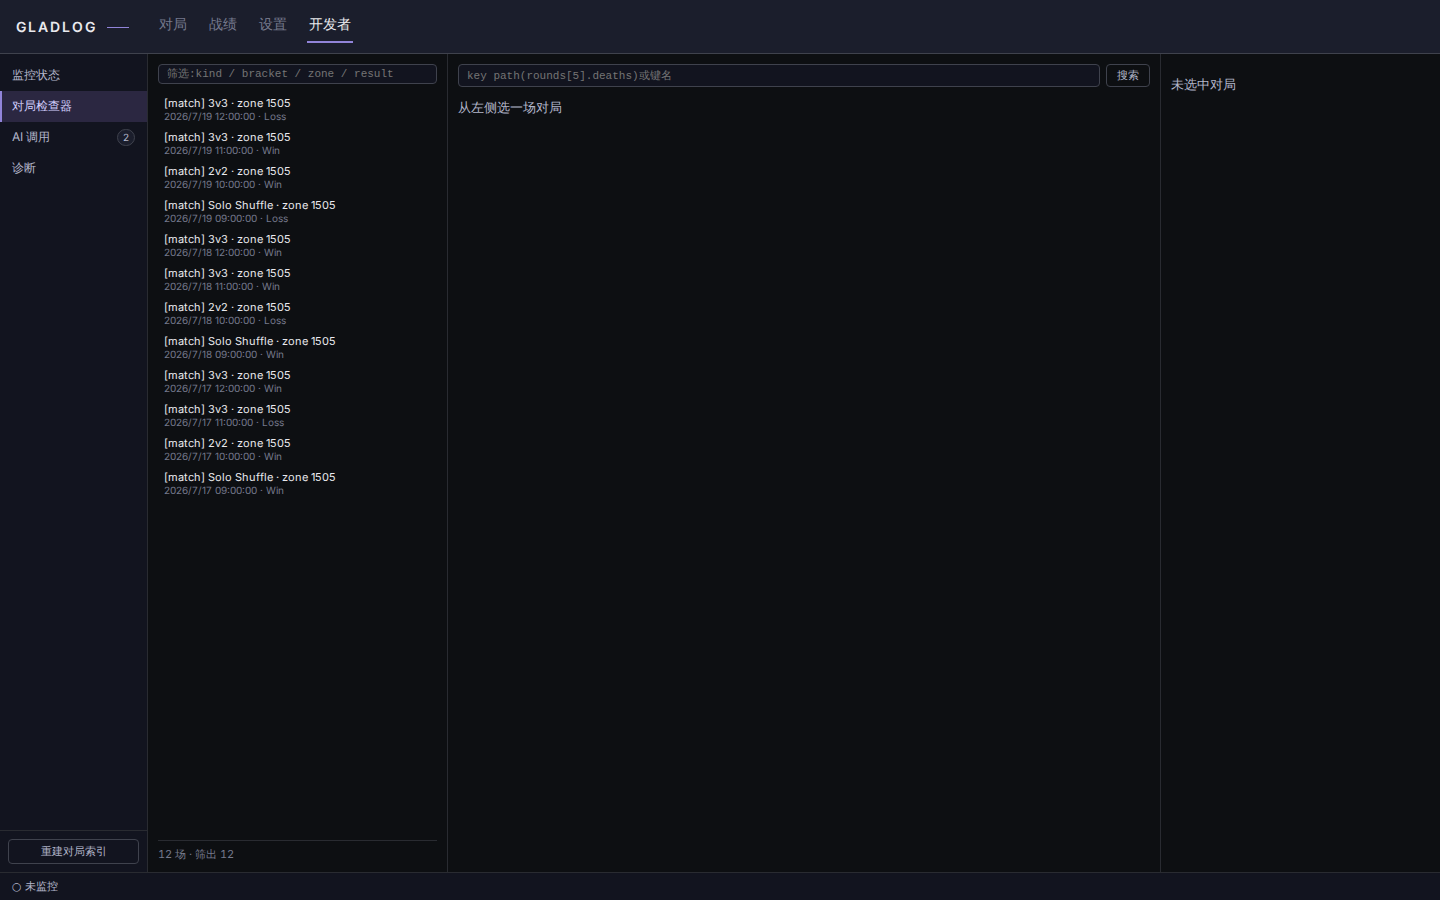 GLADLOG
对局 战绩 设置 开发者
监控状态
对局检查器
AI 调用 2
诊断
重建对局索引
筛选:kind / bracket / zone / result
[match] 3v3 · zone 1505
2026/7/19 12:00:00 · Loss
[match] 3v3 · zone 1505
2026/7/19 11:00:00 · Win
[match] 2v2 · zone 1505
2026/7/19 10:00:00 · Win
[match] Solo Shuffle · zone 1505
2026/7/19 09:00:00 · Loss
[match] 3v3 · zone 1505
2026/7/18 12:00:00 · Win
[match] 3v3 · zone 1505
2026/7/18 11:00:00 · Win
[match] 2v2 · zone 1505
2026/7/18 10:00:00 · Loss
[match] Solo Shuffle · zone 1505
2026/7/18 09:00:00 · Win
[match] 3v3 · zone 1505
2026/7/17 12:00:00 · Win
[match] 3v3 · zone 1505
2026/7/17 11:00:00 · Loss
[match] 2v2 · zone 1505
2026/7/17 10:00:00 · Win
[match] Solo Shuffle · zone 1505
2026/7/17 09:00:00 · Win
12 场 · 筛出 12
key path(rounds[5].deaths)或键名 搜索
从左侧选一场对局
未选中对局
未监控